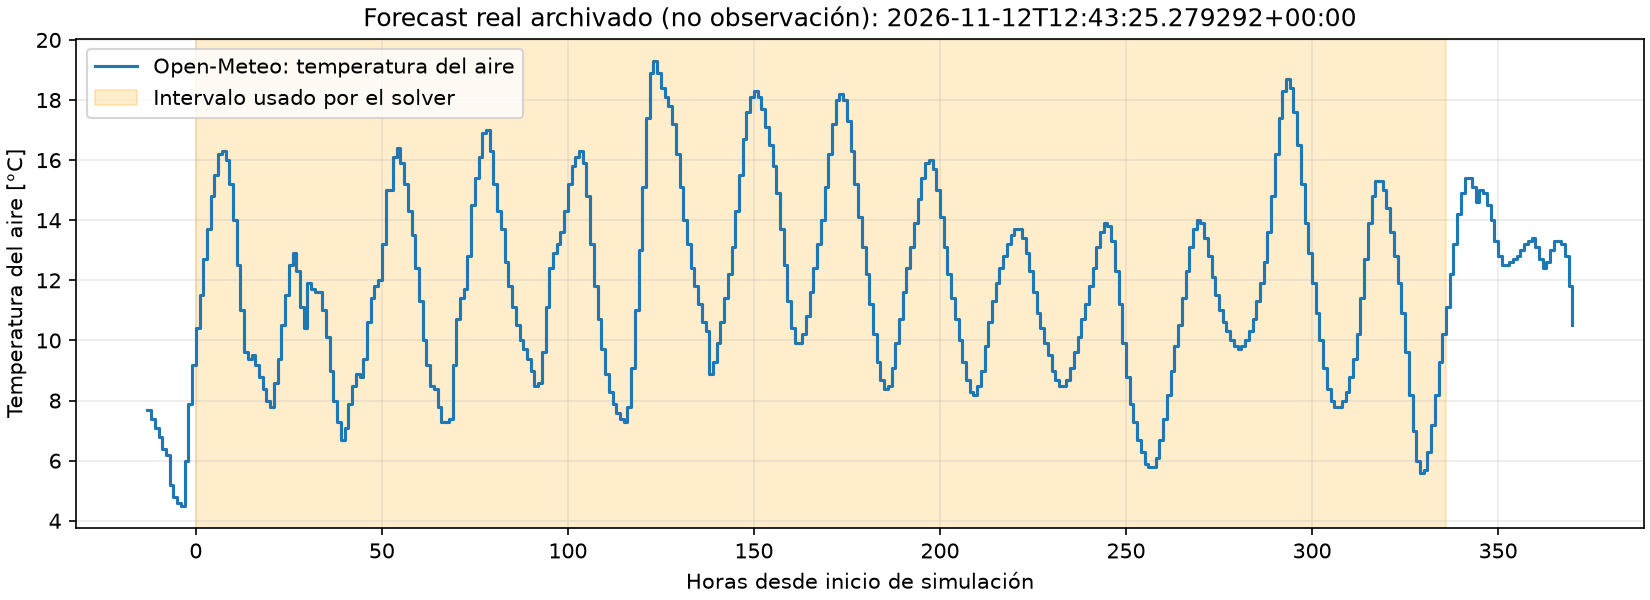 Forecast real archivado (no observación): 2026-11-12T12:43:25.279292+00:00
Open-Meteo: temperatura del aire
Intervalo usado por el solver
Temperatura del aire [°C]
20
18
16
14
12
10
8
6
4
0 50 100 150 200 250 300 350
Horas desde inicio de simulación